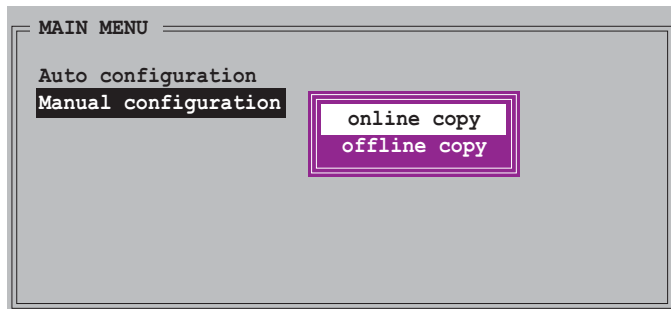 MAIN MENU
Auto configuration
Manual configuration
online copy
offline copy